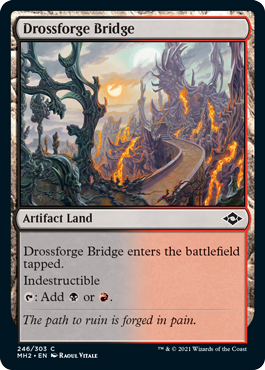 Drossforge Bridge
Artifact Land
Drossforge Bridge enters the battlefield
tapped.
Indestructible
: Add or .
The path to ruin is forged in pain.
246/303 C
MH2 • EN Raoul Vitale
™ & © 2021 Wizards of the Coast